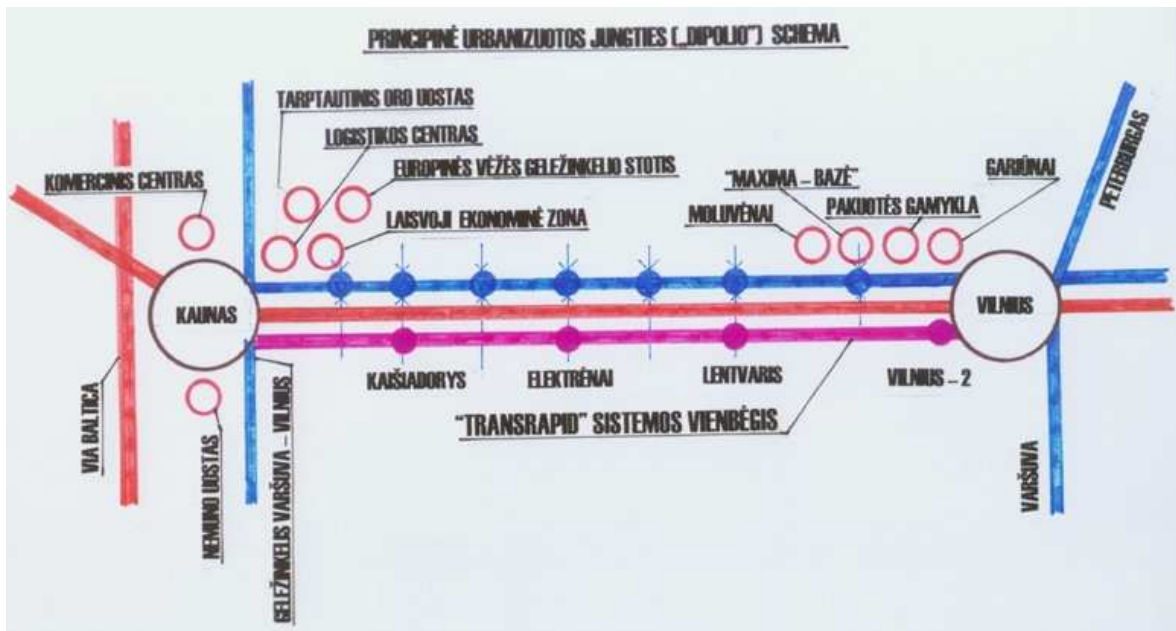 PRINCIPINĖ URBANIZUOTOS JUNGTIES („DIPOLIO") SCHEMA
TARPTAUTINIS ORO UOSTAS
LOGISTIKOS CENTRAS
EUROPINĖS VĖŽĖS GELEŽINKELIO STOTIS
KOMERCINIS CENTRAS
LAISVOJI EKONOMINĖ ZONA
"MAXIMA – BAZĖ"
GARIŪNAI
PAKUOTĖS GAMYKLA
MOLUVĖNAI
PETERBURGAS
KAUNAS
VILNIUS
KAIŠIADORYS
ELEKTRĖNAI
LENTVARIS
VILNIUS – 2
"TRANSRAPID" SISTEMOS VIENBĖGIS
VIA BALTICA
NEMUNO UOSTAS
GELEŽINKELIS VARŠUVA – VILNIUS
VARŠUVA